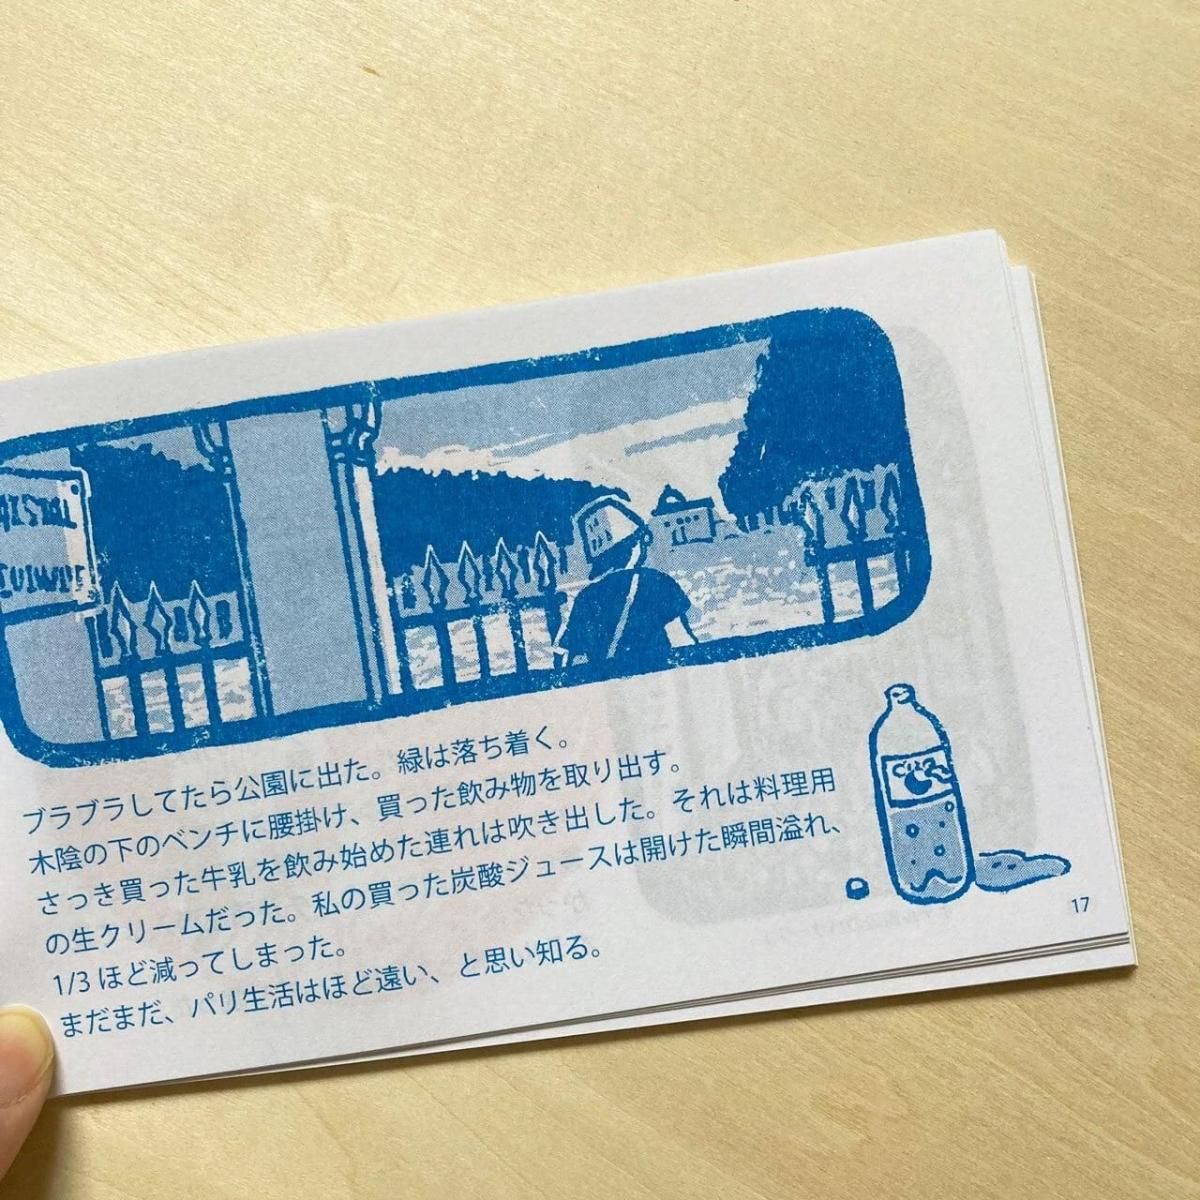 ブラブラしてたら公園に出た。緑は落ち着く。
木陰の下のベンチに腰掛け、買った飲み物を取り出す。
さっき買った牛乳を飲み始めた連れは吹き出した。それは料理用
の生クリームだった。私の買った炭酸ジュースは開けた瞬間溢れ、
1/3 ほど減ってしまった。
まだまだ、パリ生活はほど遠い、と思い知る。
17